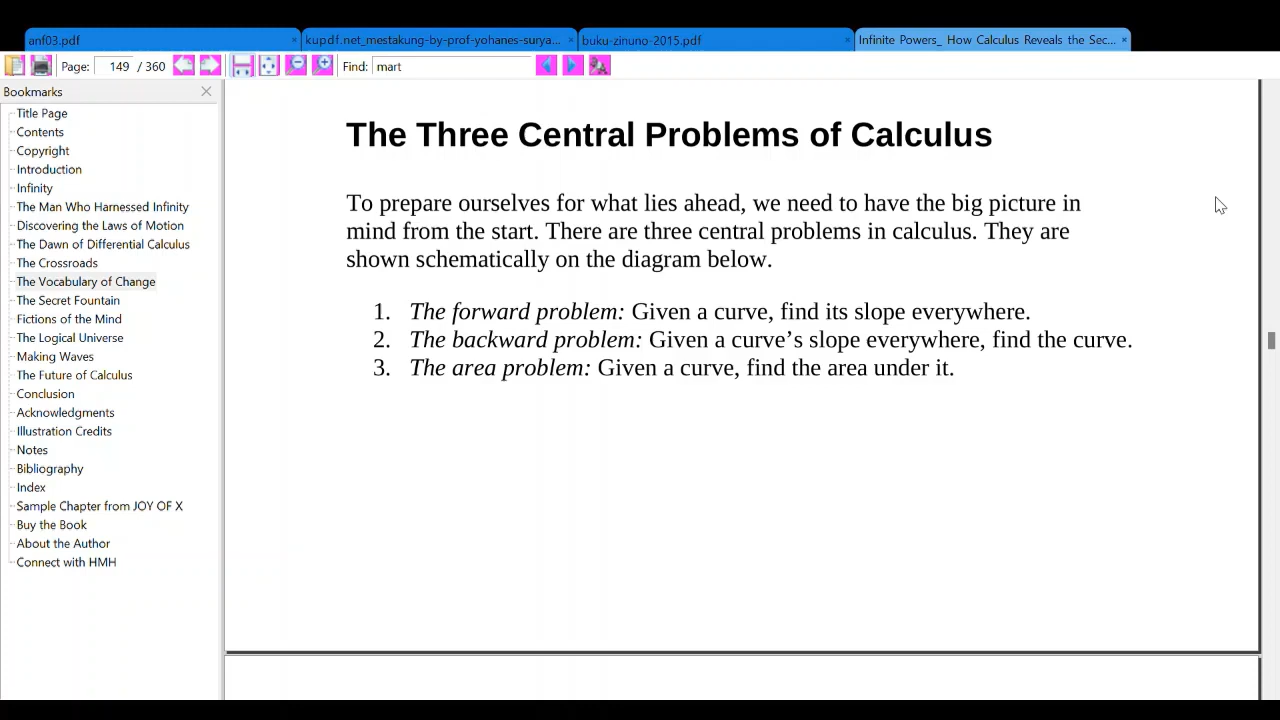 anf03.pdf
kupdf.net_mestakung-by-prof-yohanes-surya...
buku-zinuno-2015.pdf
Infinite Powers_ How Calculus Reveals the Sec...
Page: 149 / 360
Find: mart
Bookmarks
Title Page
Contents
Copyright
Introduction
Infinity
The Man Who Harnessed Infinity
Discovering the Laws of Motion
The Dawn of Differential Calculus
The Crossroads
The Vocabulary of Change
The Secret Fountain
Fictions of the Mind
The Logical Universe
Making Waves
The Future of Calculus
Conclusion
Acknowledgments
Illustration Credits
Notes
Bibliography
Index
Sample Chapter from JOY OF X
Buy the Book
About the Author
Connect with HMH
The Three Central Problems of Calculus
To prepare ourselves for what lies ahead, we need to have the big picture in
mind from the start. There are three central problems in calculus. They are
shown schematically on the diagram below.
1. The forward problem: Given a curve, find its slope everywhere.
2. The backward problem: Given a curve’s slope everywhere, find the curve.
3. The area problem: Given a curve, find the area under it.